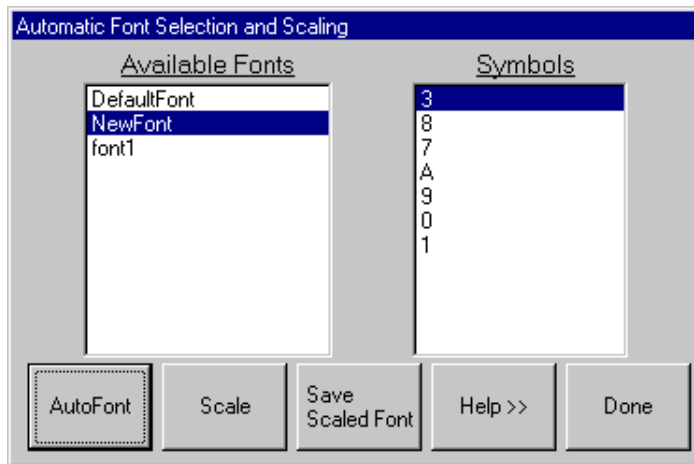 Automatic Font Selection and Scaling
Available Fonts
DefaultFont
NewFont
font1
Symbols
3
8
7
A
9
0
1
AutoFont
Scale
Save
Scaled Font
Help >>
Done